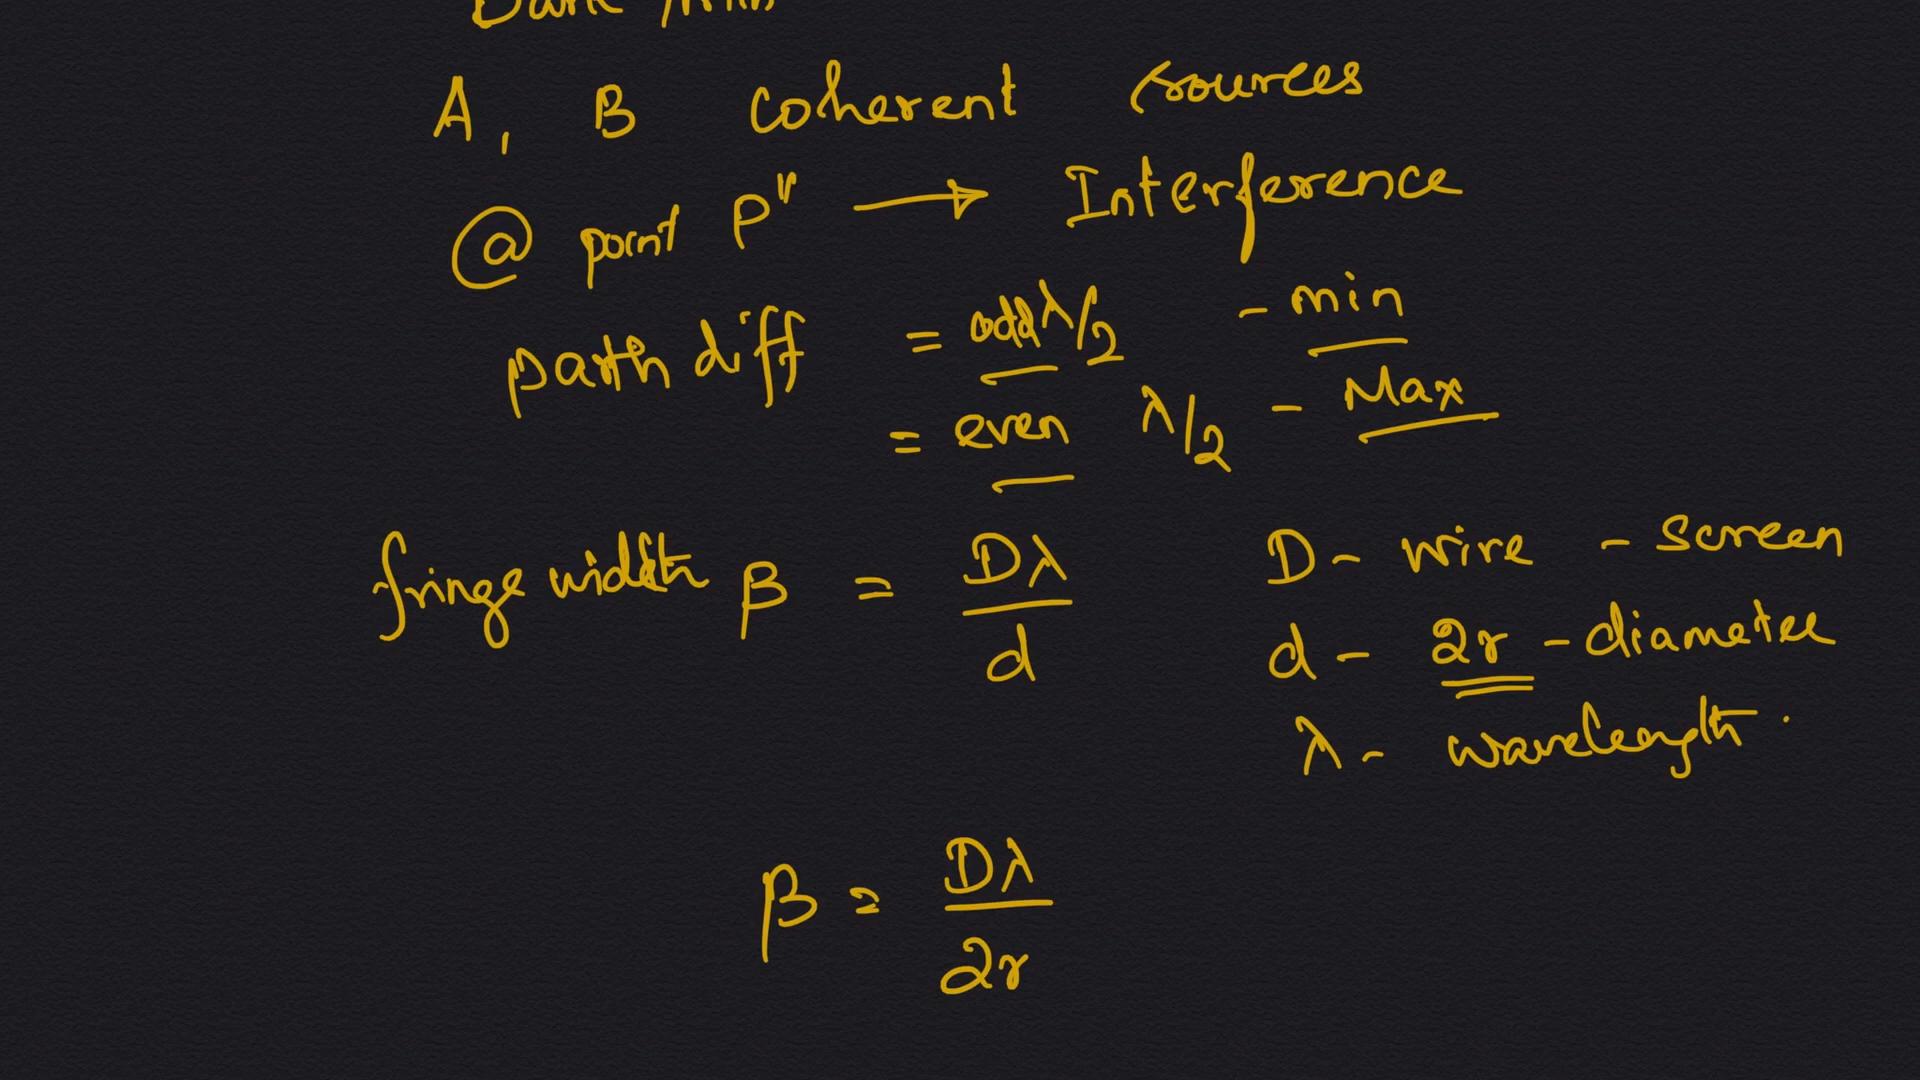 A, B coherent sources
@ point P" → Interference
path diff = odd λ/2 - min
= even λ/2 - Max
fringe width β = Dλ/d
D - wire - screen
d - 2r - diameter
λ - wavelength.
β = Dλ/2r